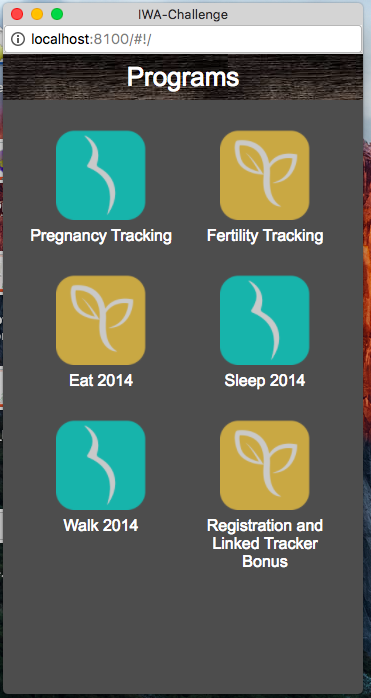 IWA-Challenge
localhost:8100/#!/
Programs
Pregnancy Tracking
Fertility Tracking
Eat 2014
Sleep 2014
Walk 2014
Registration and
Linked Tracker
Bonus